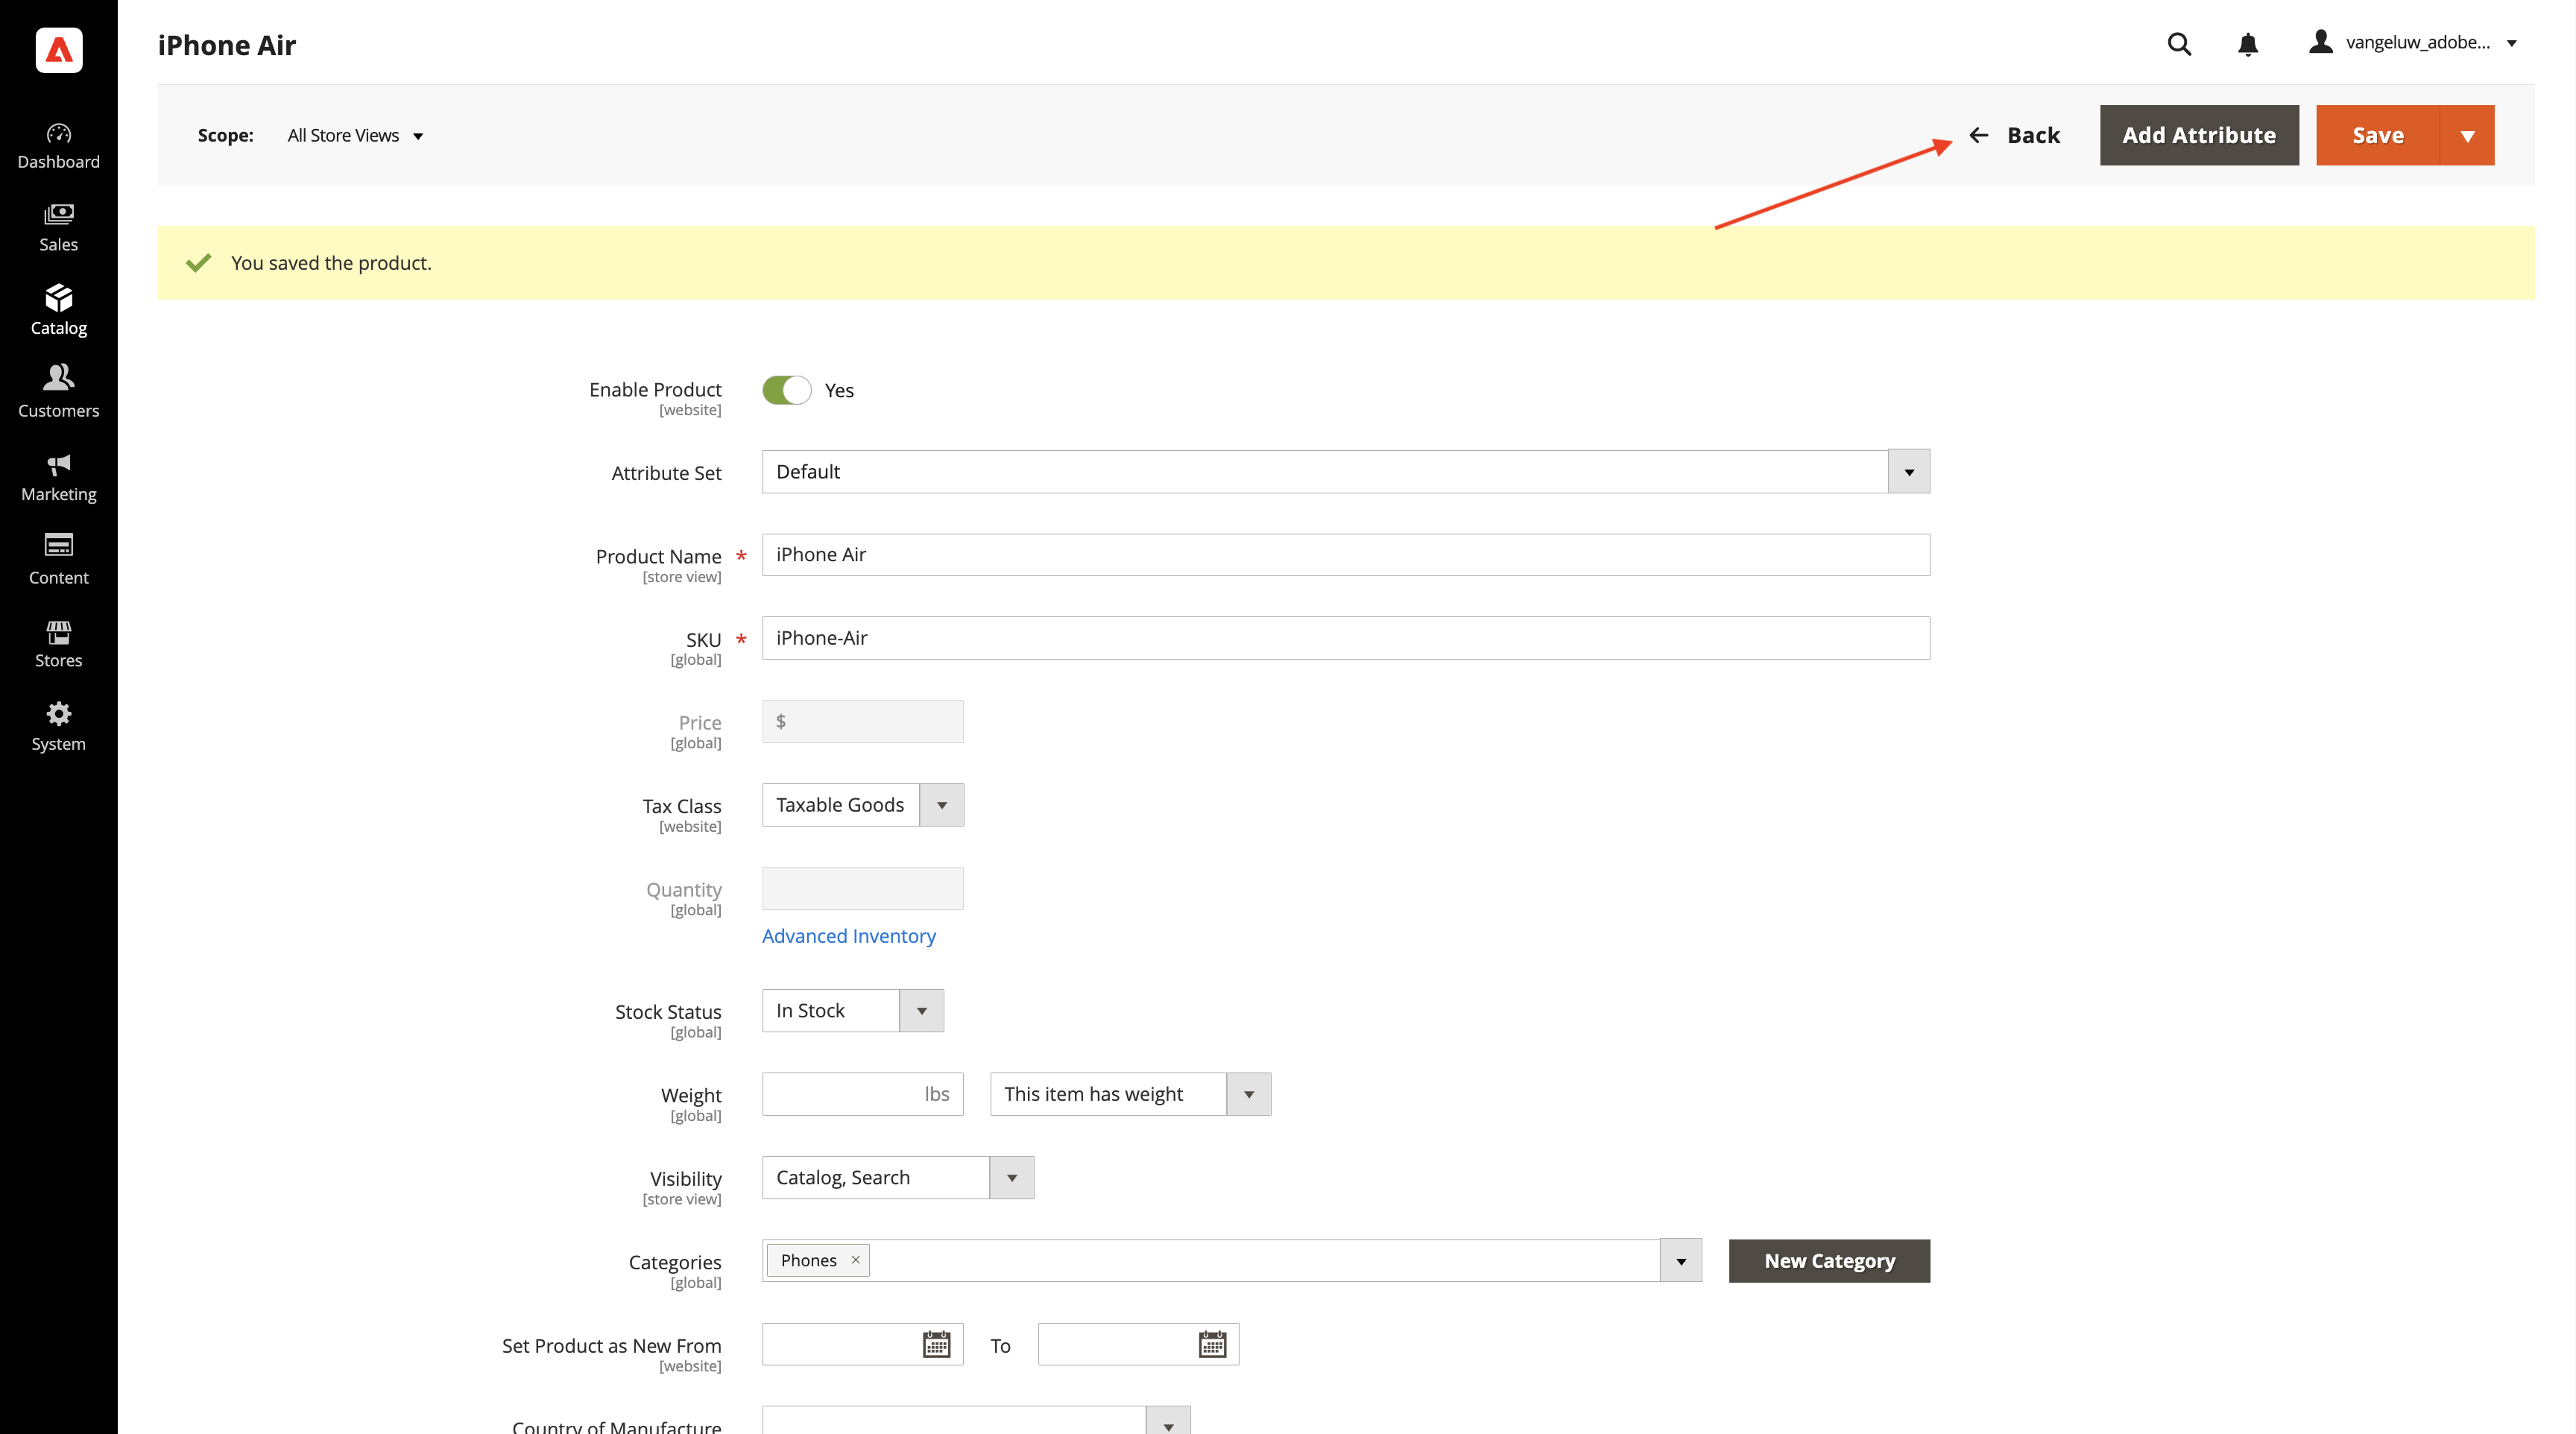 iPhone Air
vangeluw_adobe...
Scope: All Store Views
Back
Add Attribute
Save
You saved the product.
Dashboard
Sales
Catalog
Customers
Marketing
Content
Stores
System
Enable Product
[website]
Yes
Attribute Set
Default
Product Name *
[store view]
iPhone Air
SKU *
[global]
iPhone-Air
Price
[global]
$
Tax Class
[website]
Taxable Goods
Quantity
[global]
Advanced Inventory
Stock Status
[global]
In Stock
Weight
[global]
lbs
This item has weight
Visibility
[store view]
Catalog, Search
Categories
[global]
Phones ×
New Category
Set Product as New From
[website]
To
Country of Manufacture